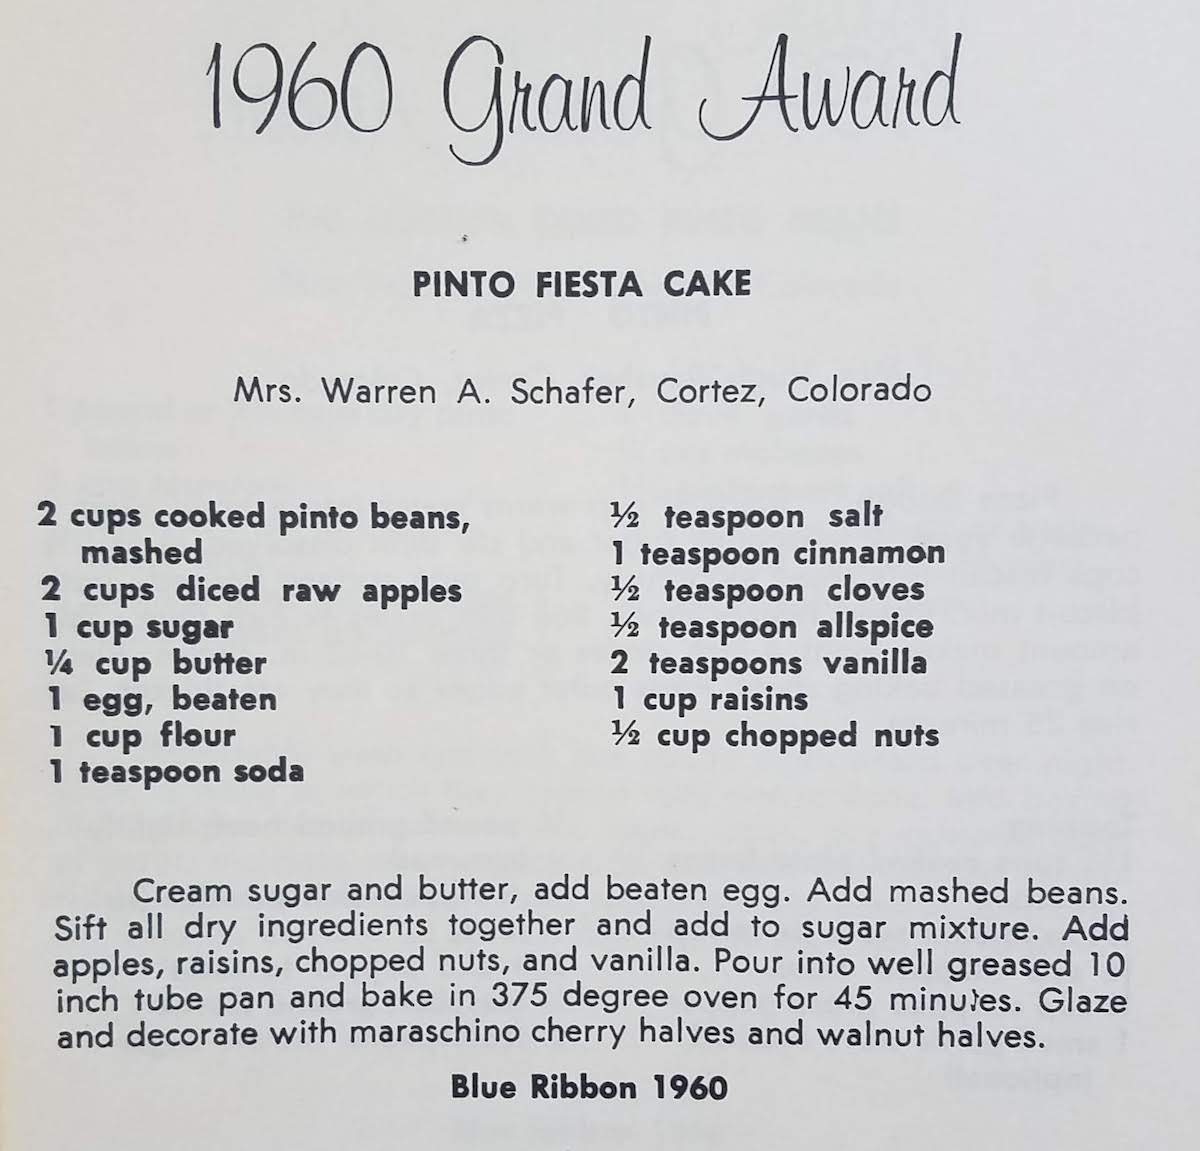 1960 Grand Award
PINTO FIESTA CAKE
Mrs. Warren A. Schafer, Cortez, Colorado
2 cups cooked pinto beans,
mashed
2 cups diced raw apples
1 cup sugar
¼ cup butter
1 egg, beaten
1 cup flour
1 teaspoon soda
½ teaspoon salt
1 teaspoon cinnamon
½ teaspoon cloves
½ teaspoon allspice
2 teaspoons vanilla
1 cup raisins
½ cup chopped nuts
Cream sugar and butter, add beaten egg. Add mashed beans.
Sift all dry ingredients together and add to sugar mixture. Add
apples, raisins, chopped nuts, and vanilla. Pour into well greased 10
inch tube pan and bake in 375 degree oven for 45 minutes. Glaze
and decorate with maraschino cherry halves and walnut halves.
Blue Ribbon 1960